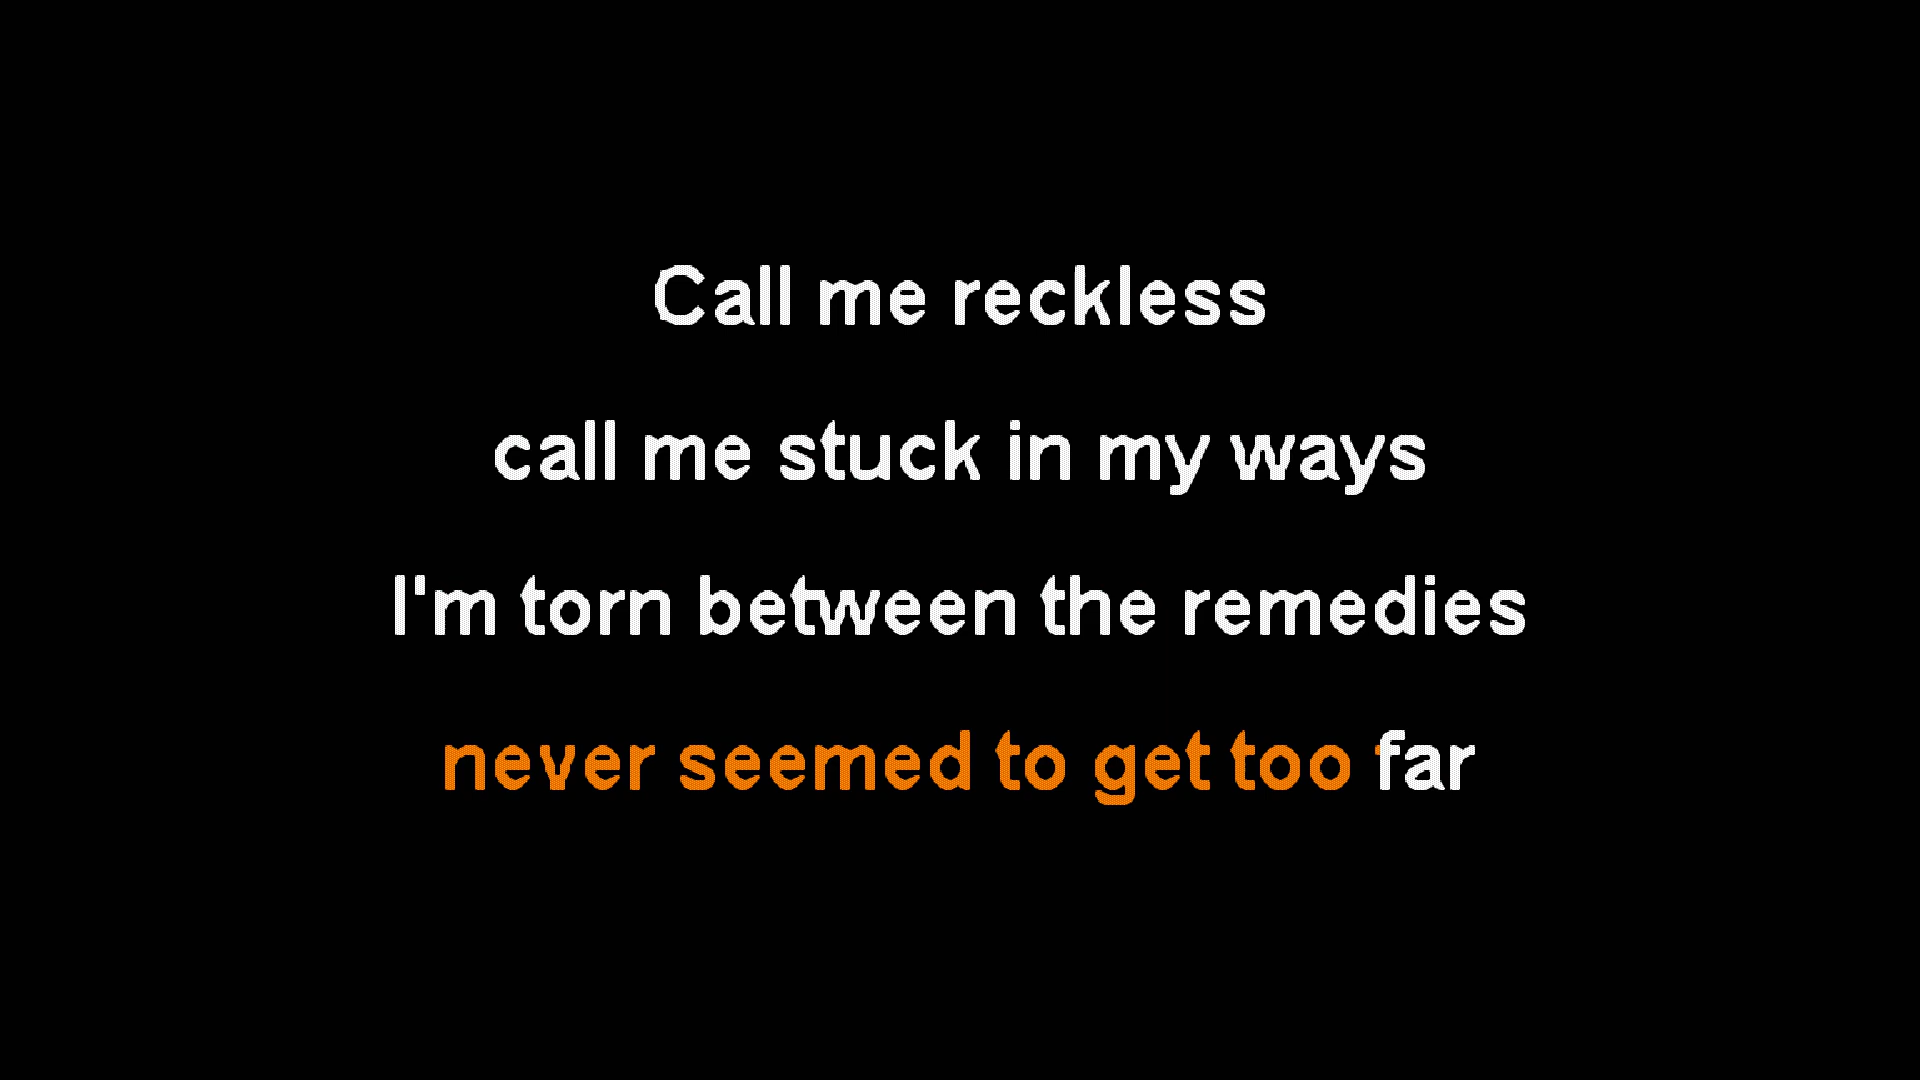 Call me reckless
call me stuck in my ways
I'm torn between the remedies
never seemed to get too far